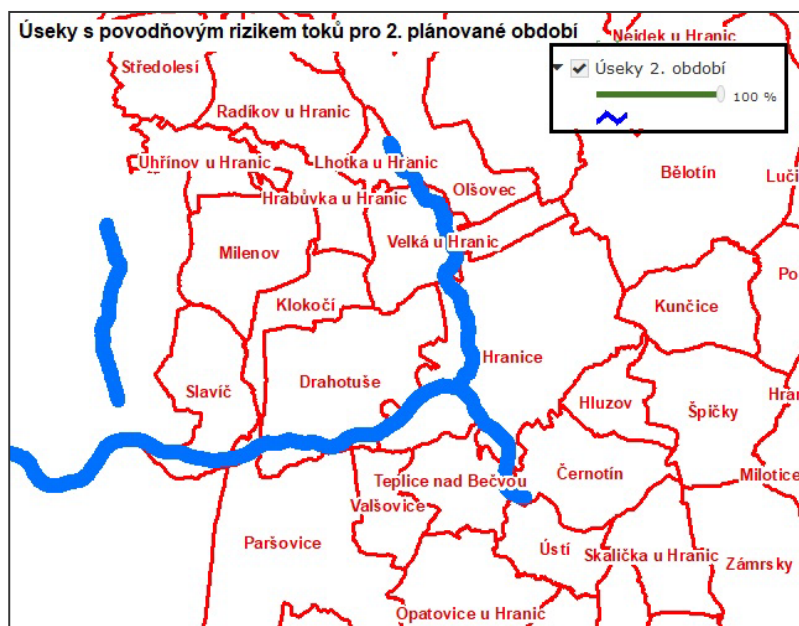 Úseky s povodňovým rizikem toků pro 2. plánované období
Nejdek u Hranic
Středolesí
Úseky 2. období
100 %
Radíkov u Hranic
Uhřínov u Hranic
Lhotka u Hranic
Bělotín
Luči
Olšovec
Hrabůvka u Hranic
Velká u Hranic
Milenov
Po
Klokočí
Kunčice
Hranice
Drahotuše
Slavíč
Hluzov
Špičky
Hran
Teplice nad Bečvou
Černotín
Milotice
Valšovice
Paršovice
Ústí
Skalička u Hranic
Zámrsky
Opatovice u Hranic